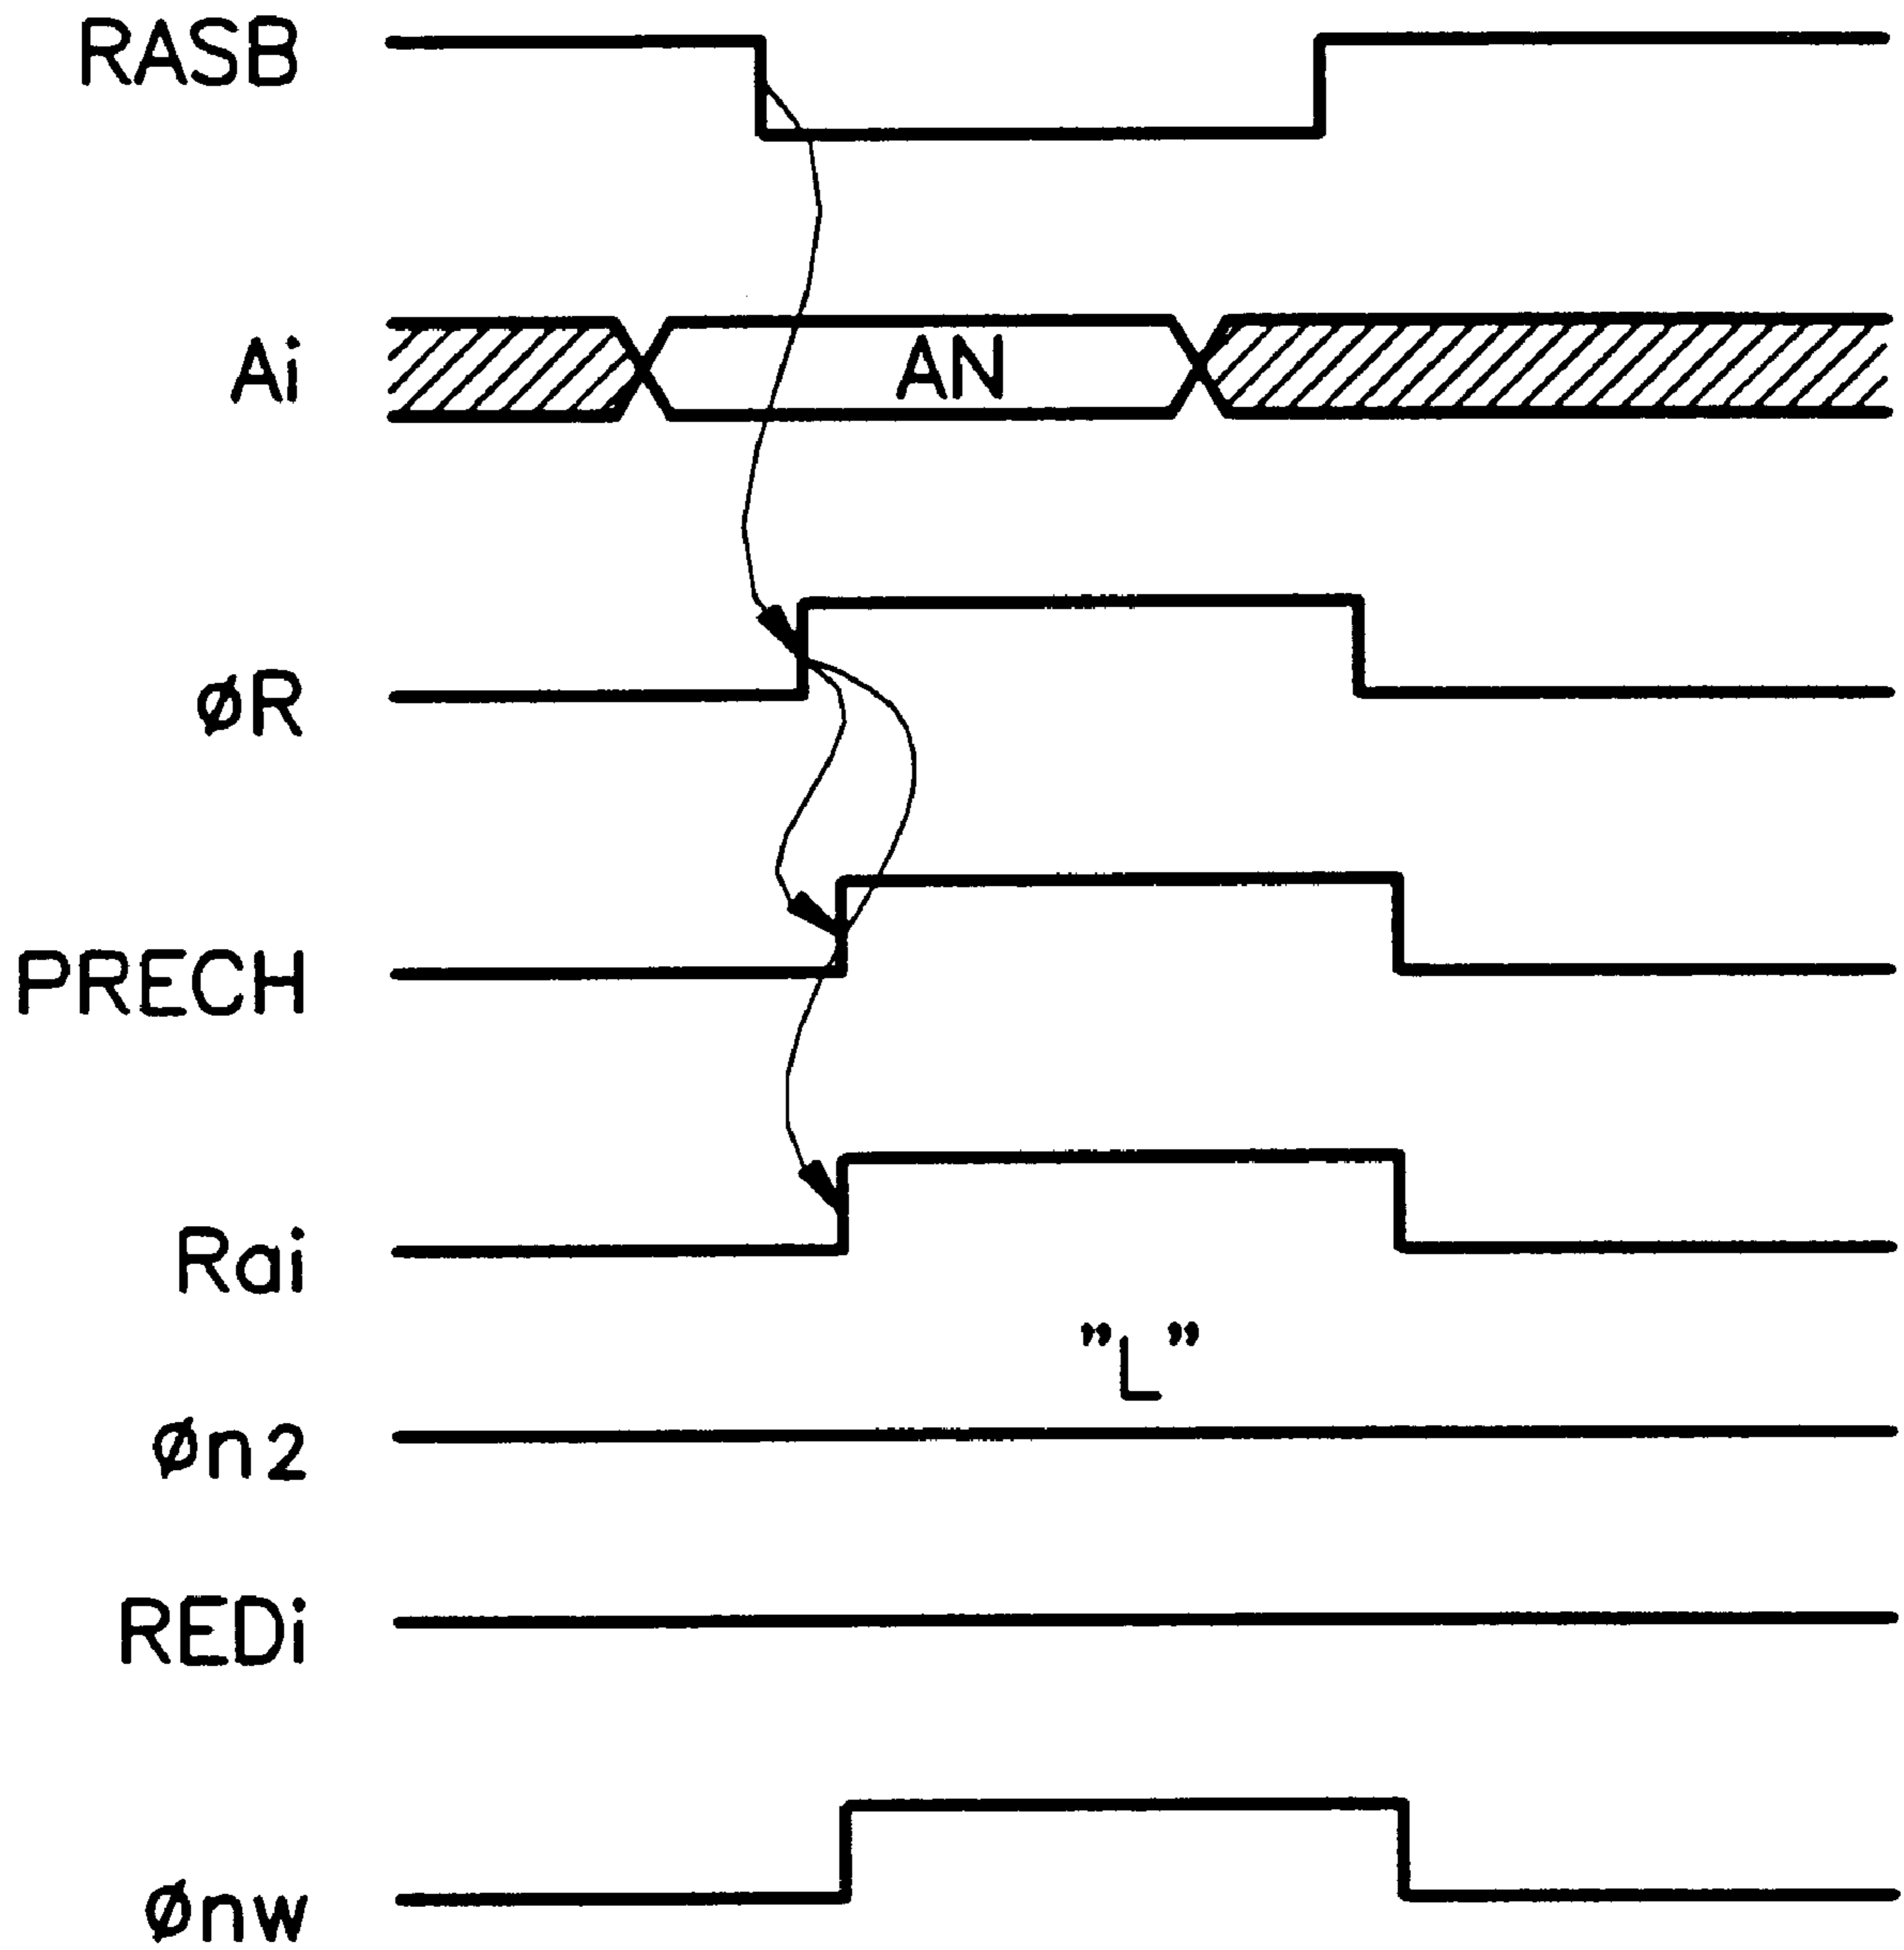 RASB
Ai
AN
øR
PRECH
Rai
"L"
øn2
REDi
ønw